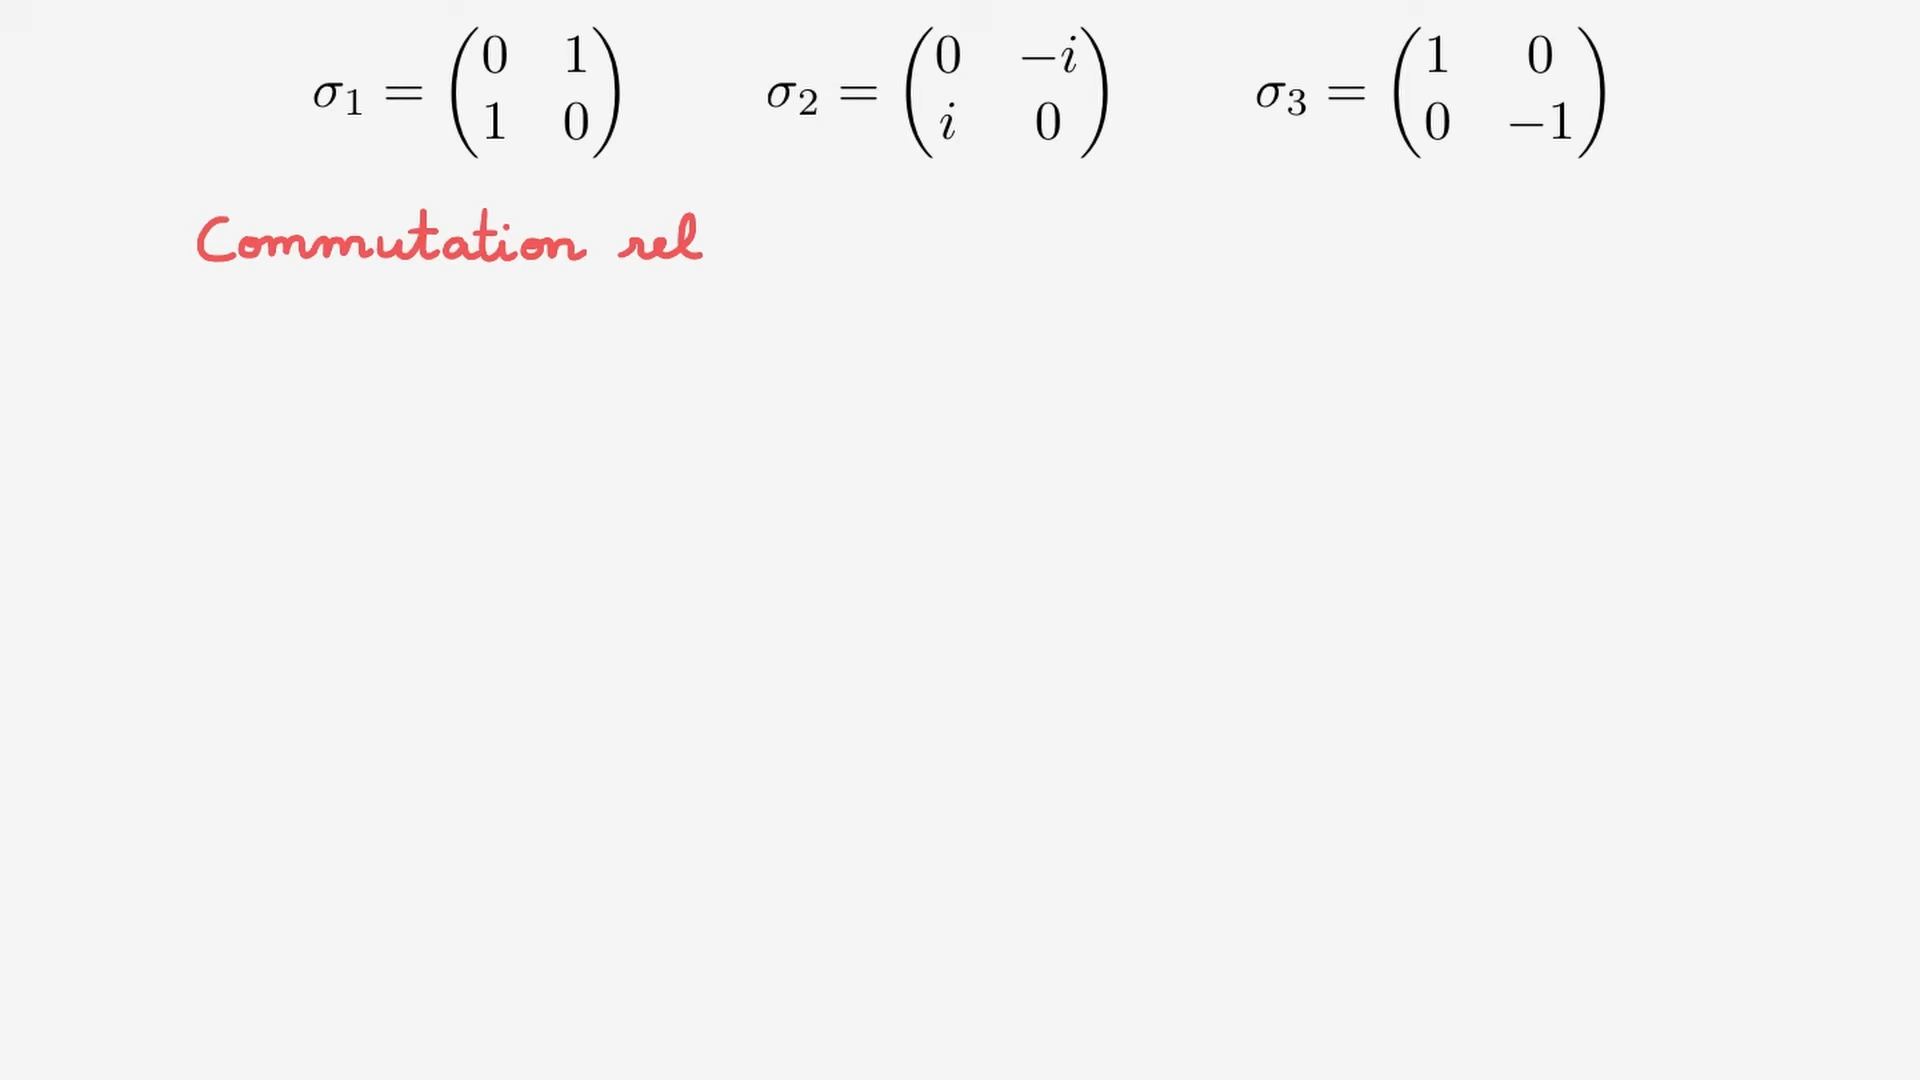 σ₁ = (0 1; 1 0) σ₂ = (0 −i; i 0) σ₃ = (1 0; 0 −1)
Commutation rel